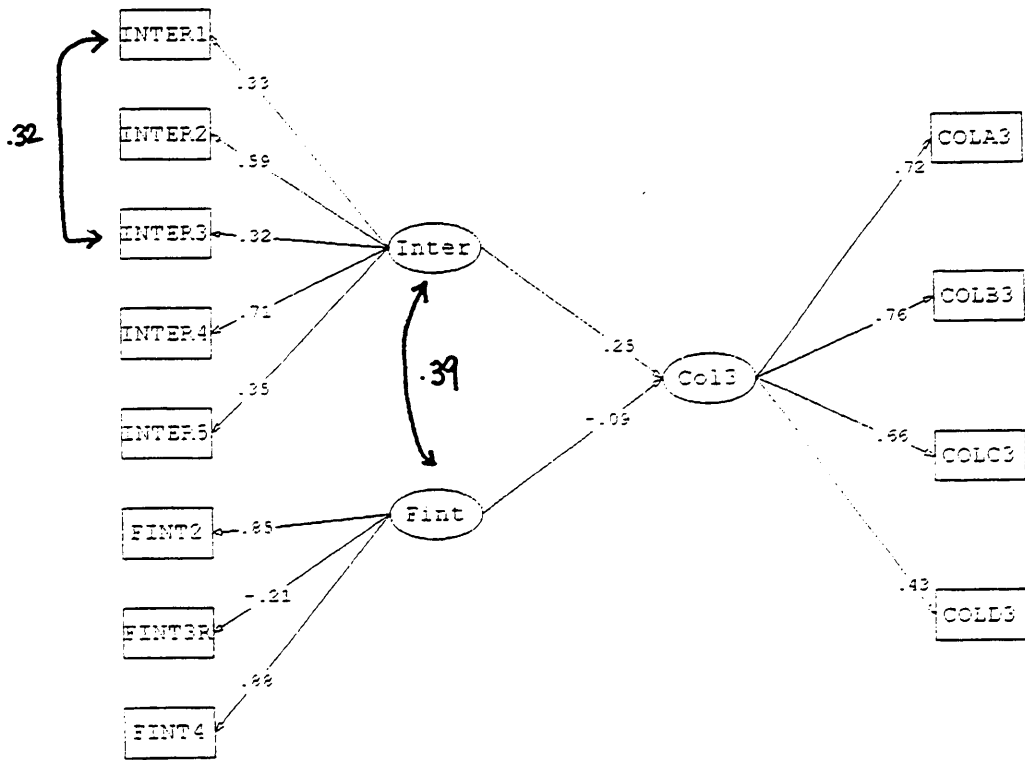 INTER1
.33
.32
INTER2
.59
COLA3
.72
INTER3
.32
Inter
COLB3
.76
INTER4
.71
.25
.39
Col3
-.09
INTER5
.35
COLC3
.66
FINT2
.85
Fint
-.21
FINT3R
.43
COLD3
.88
FINT4